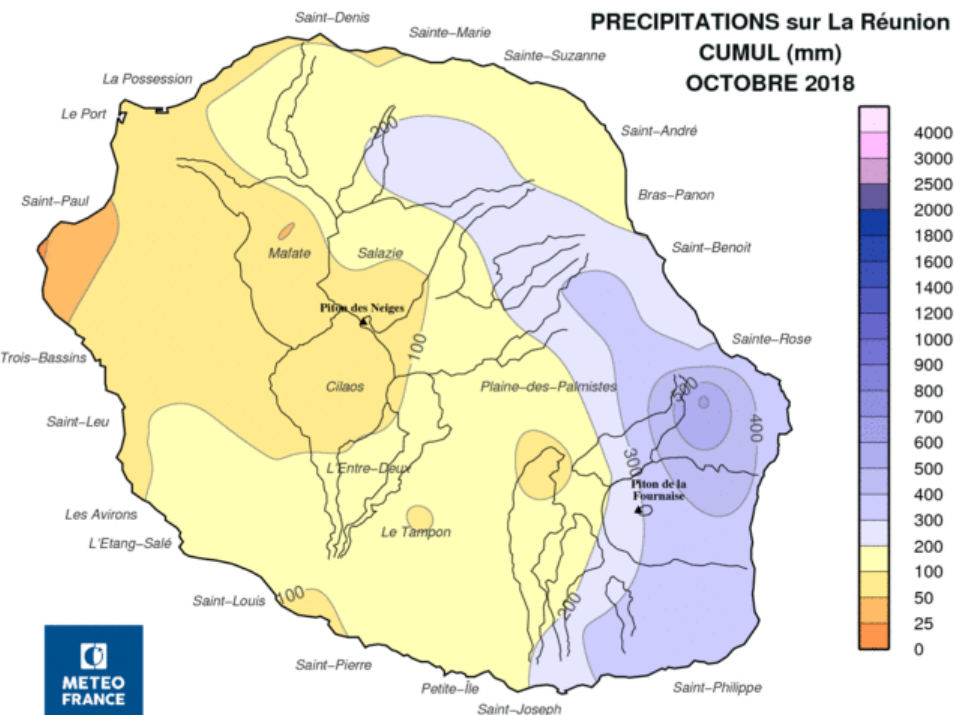 PRECIPITATIONS sur La Réunion
CUMUL (mm)
OCTOBRE 2018
Saint–Denis
Sainte–Marie
Sainte–Suzanne
La Possession
Le Port
Saint–André
Saint–Paul
Bras–Panon
Saint–Benoit
Mafate
Salazie
Piton des Neiges
Sainte–Rose
Trois–Bassins
Cilaos
Plaine–des–Palmistes
Saint–Leu
L'Entre–Deux
Piton de la
Fournaise
Les Avirons
Le Tampon
L'Etang–Salé
Saint–Louis
Saint–Pierre
Petite–Île
Saint–Joseph
Saint–Philippe
200
100
500
400
300
200
100
4000
3000
2500
2000
1800
1600
1400
1200
1000
900
800
700
600
500
400
300
200
100
50
25
0
METEO
FRANCE